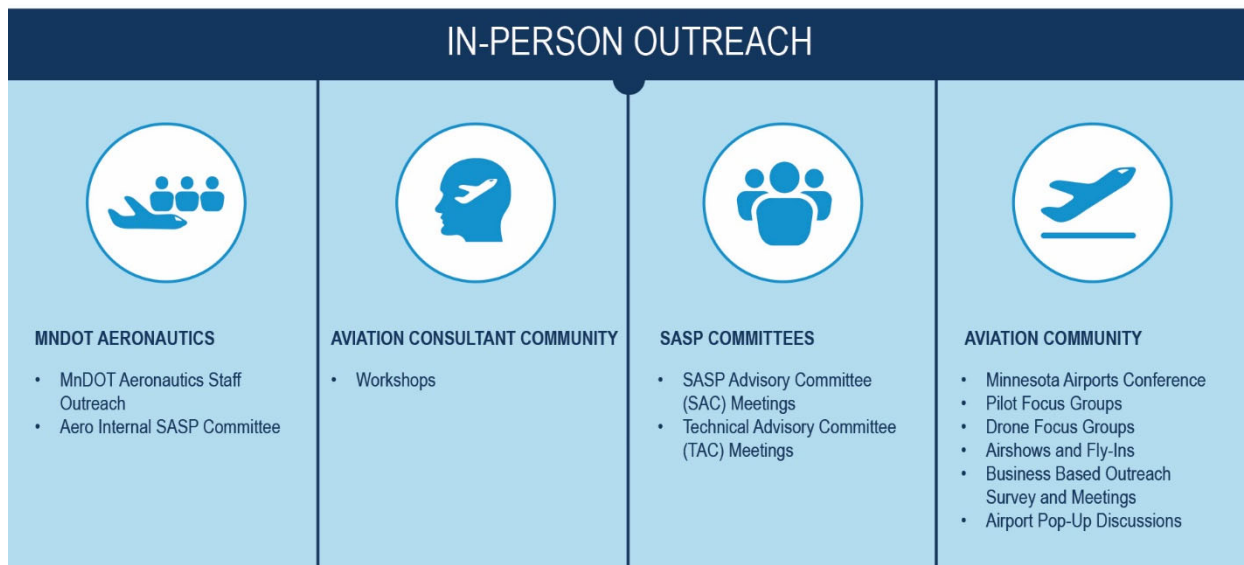 IN-PERSON OUTREACH
MNDOT AERONAUTICS
• MnDOT Aeronautics Staff
Outreach
• Aero Internal SASP Committee
AVIATION CONSULTANT COMMUNITY
• Workshops
SASP COMMITTEES
• SASP Advisory Committee
(SAC) Meetings
• Technical Advisory Committee
(TAC) Meetings
AVIATION COMMUNITY
• Minnesota Airports Conference
• Pilot Focus Groups
• Drone Focus Groups
• Airshows and Fly-Ins
• Business Based Outreach
Survey and Meetings
• Airport Pop-Up Discussions